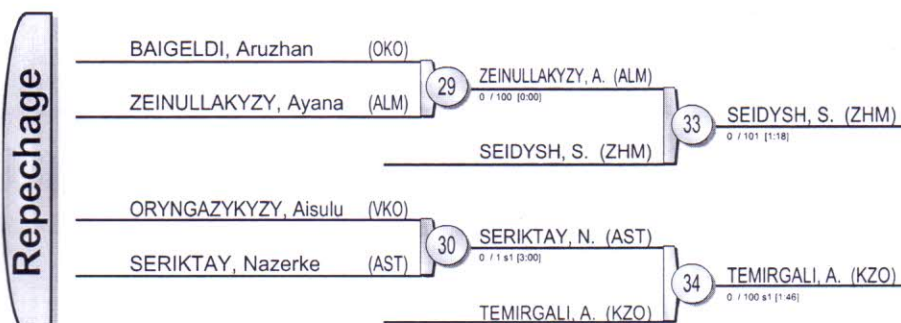 Repechage
BAIGELDI, Aruzhan (OKO)
ZEINULLAKYZY, Ayana (ALM)
29
ZEINULLAKYZY, A. (ALM)
0 / 100 [0:00]
SEIDYSH, S. (ZHM)
33
SEIDYSH, S. (ZHM)
0 / 101 [1:18]
ORYNGAZYKYZY, Aisulu (VKO)
SERIKTAY, Nazerke (AST)
30
SERIKTAY, N. (AST)
0 / 1 s1 [3:00]
TEMIRGALI, A. (KZO)
34
TEMIRGALI, A. (KZO)
0 / 100 s1 [1:46]